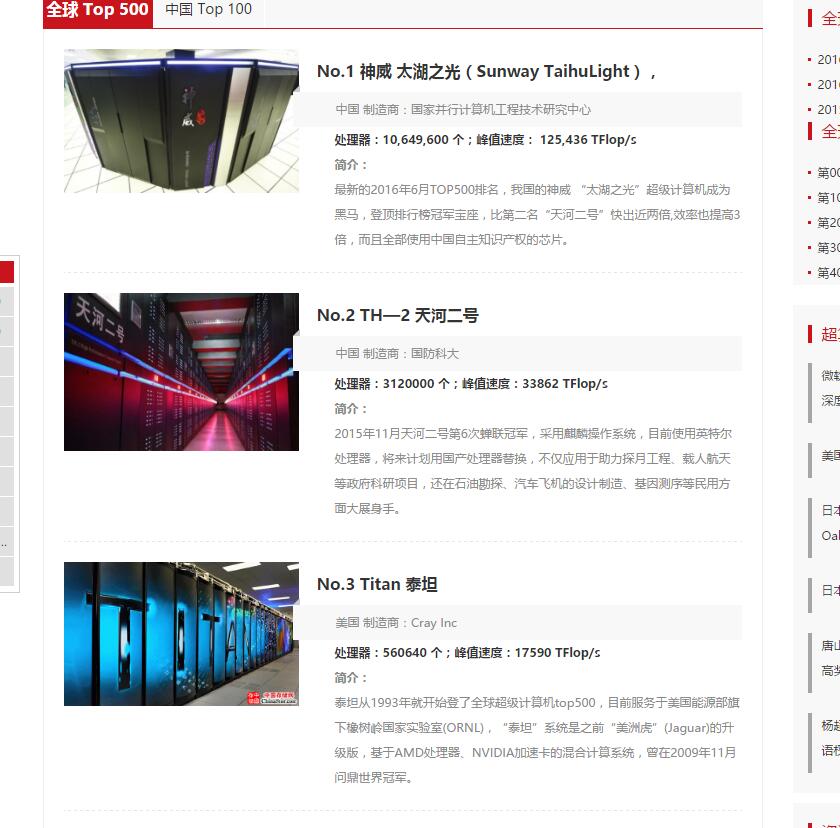 全球 Top 500
中国 Top 100
No.1 神威 太湖之光（Sunway TaihuLight），
中国 制造商：国家并行计算机工程技术研究中心
处理器：10,649,600 个；峰值速度： 125,436 TFlop/s
简介：
最新的2016年6月TOP500排名，我国的神威 “太湖之光”超级计算机成为
黑马，登顶排行榜冠军宝座，比第二名“天河二号”快出近两倍,效率也提高3
倍，而且全部使用中国自主知识产权的芯片。
神威
天河二号
No.2 TH—2 天河二号
中国 制造商：国防科大
处理器：3120000 个；峰值速度：33862 TFlop/s
简介：
2015年11月天河二号第6次蝉联冠军，采用麒麟操作系统，目前使用英特尔
处理器，将来计划用国产处理器替换，不仅应用于助力探月工程、载人航天
等政府科研项目，还在石油勘探、汽车飞机的设计制造、基因测序等民用方
面大展身手。
TITAN
中国存储网
ChinaStor.com
No.3 Titan 泰坦
美国 制造商：Cray Inc
处理器：560640 个；峰值速度：17590 TFlop/s
简介：
泰坦从1993年就开始登了全球超级计算机top500，目前服务于美国能源部旗
下橡树岭国家实验室(ORNL)，“泰坦”系统是之前“美洲虎”(Jaguar)的升
级版，基于AMD处理器、NVIDIA加速卡的混合计算系统，曾在2009年11月
问鼎世界冠军。
...
全
2016
2016
201
全
第00
第10
第20
第30
第40
超
微软
深度
美国
日本
Oa
日本
唐山
高
杨
语